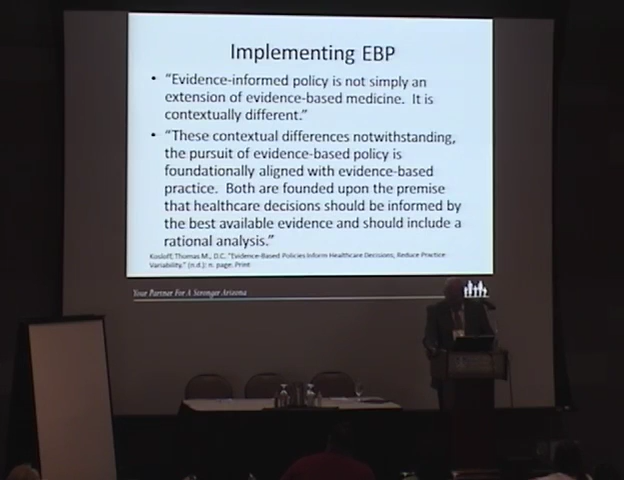 Implementing EBP
• "Evidence-informed policy is not simply an
extension of evidence-based medicine. It is
contextually different."
• "These contextual differences notwithstanding,
the pursuit of evidence-based policy is
foundationally aligned with evidence-based
practice. Both are founded upon the premise
that healthcare decisions should be informed by
the best available evidence and should include a
rational analysis."
Kosloff, Thomas M., D.C. "Evidence-Based Policies Inform Healthcare Decisions, Reduce Practice
Variability." (n.d.): n. page. Print
Your Partner For A Stronger Arizona